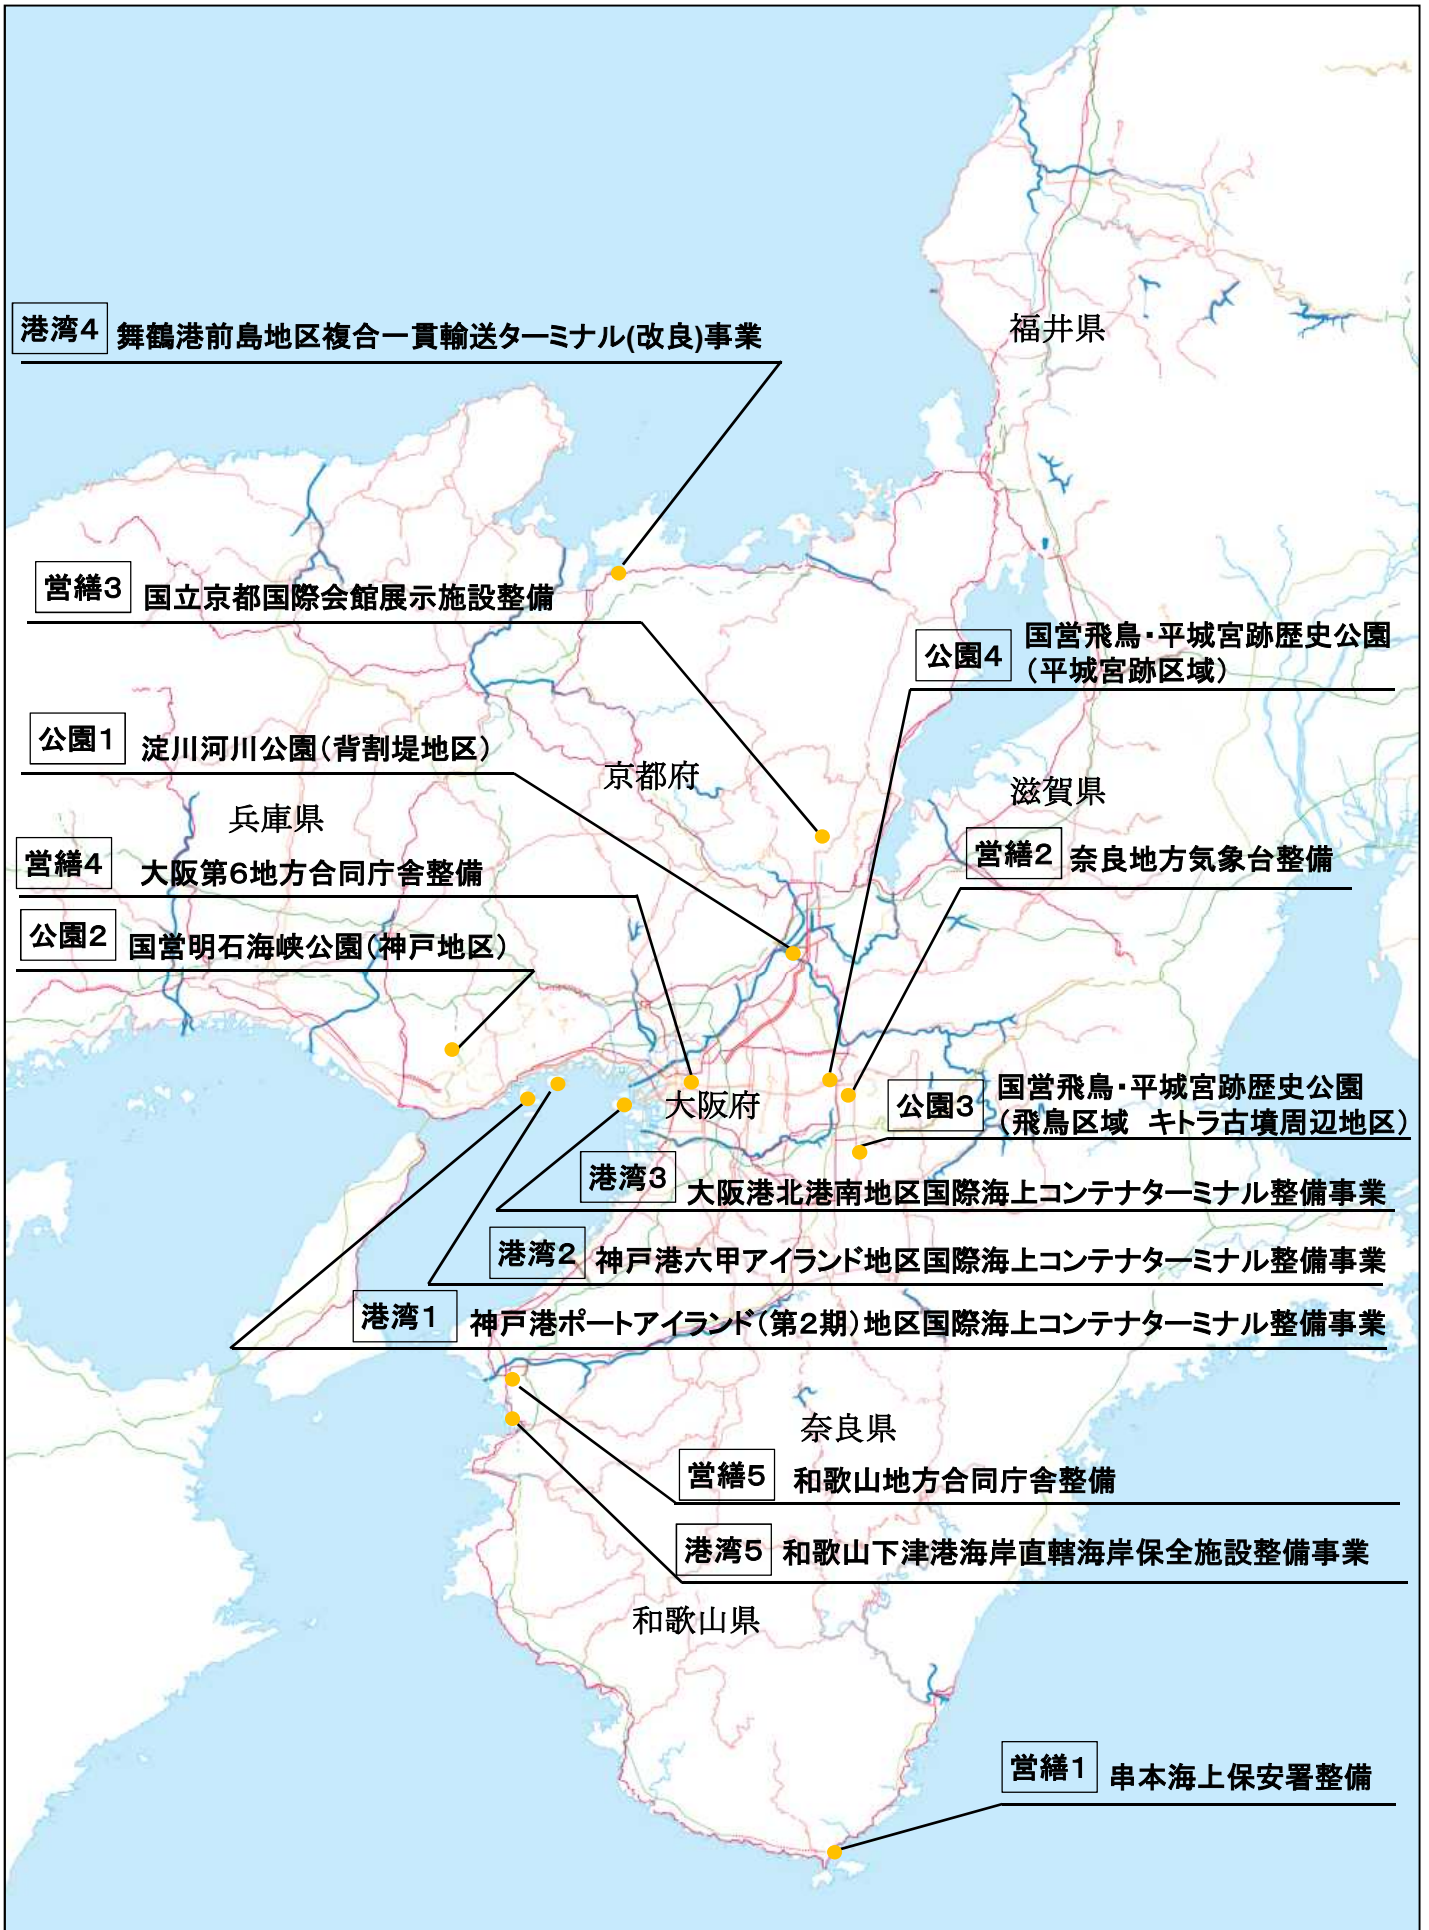 福井県
港湾4 舞鶴港前島地区複合一貫輸送ターミナル(改良)事業
営繕3 国立京都国際会館展示施設整備
公園4 国営飛鳥・平城宮跡歴史公園
(平城宮跡区域)
公園1 淀川河川公園(背割堤地区)
京都府
滋賀県
兵庫県
営繕4 大阪第6地方合同庁舎整備
営繕2 奈良地方気象台整備
公園2 国営明石海峡公園(神戸地区)
大阪府
公園3 国営飛鳥・平城宮跡歴史公園
(飛鳥区域 キトラ古墳周辺地区)
港湾3 大阪港北港南地区国際海上コンテナターミナル整備事業
港湾2 神戸港六甲アイランド地区国際海上コンテナターミナル整備事業
港湾1 神戸港ポートアイランド(第2期)地区国際海上コンテナターミナル整備事業
奈良県
営繕5 和歌山地方合同庁舎整備
港湾5 和歌山下津港海岸直轄海岸保全施設整備事業
和歌山県
営繕1 串本海上保安署整備